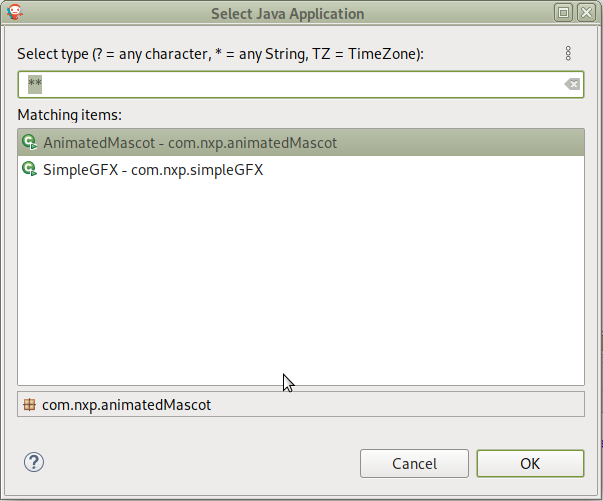 Select Java Application
Select type (? = any character, * = any String, TZ = TimeZone):
**
Matching items:
AnimatedMascot - com.nxp.animatedMascot
SimpleGFX - com.nxp.simpleGFX
com.nxp.animatedMascot
?
Cancel
OK